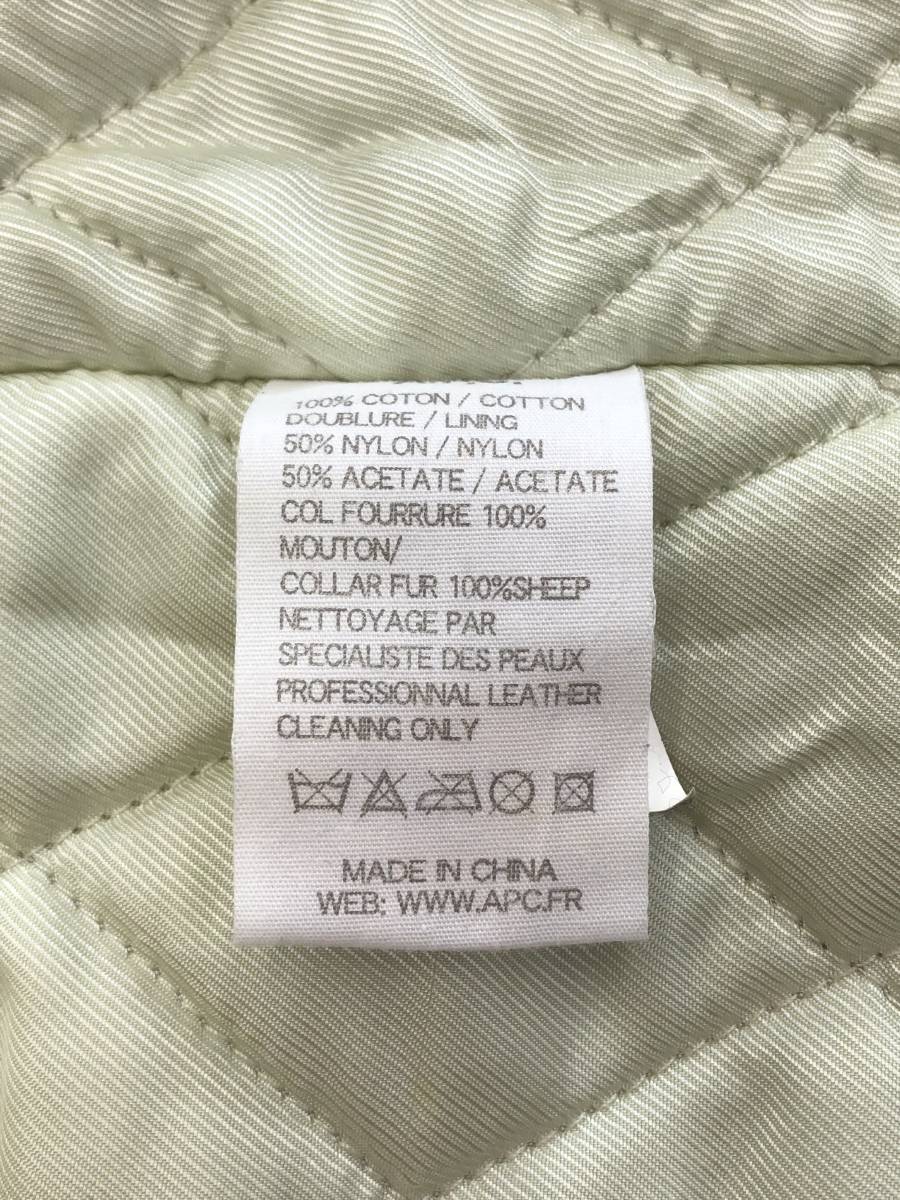 100% COTON / COTTON
DOUBLURE / LINING
50% NYLON / NYLON
50% ACETATE / ACETATE
COL FOURRURE 100%
MOUTON/
COLLAR FUR 100%SHEEP
NETTOYAGE PAR
SPECIALISTE DES PEAUX
PROFESSIONNAL LEATHER
CLEANING ONLY
MADE IN CHINA
WEB: WWW.APC.FR